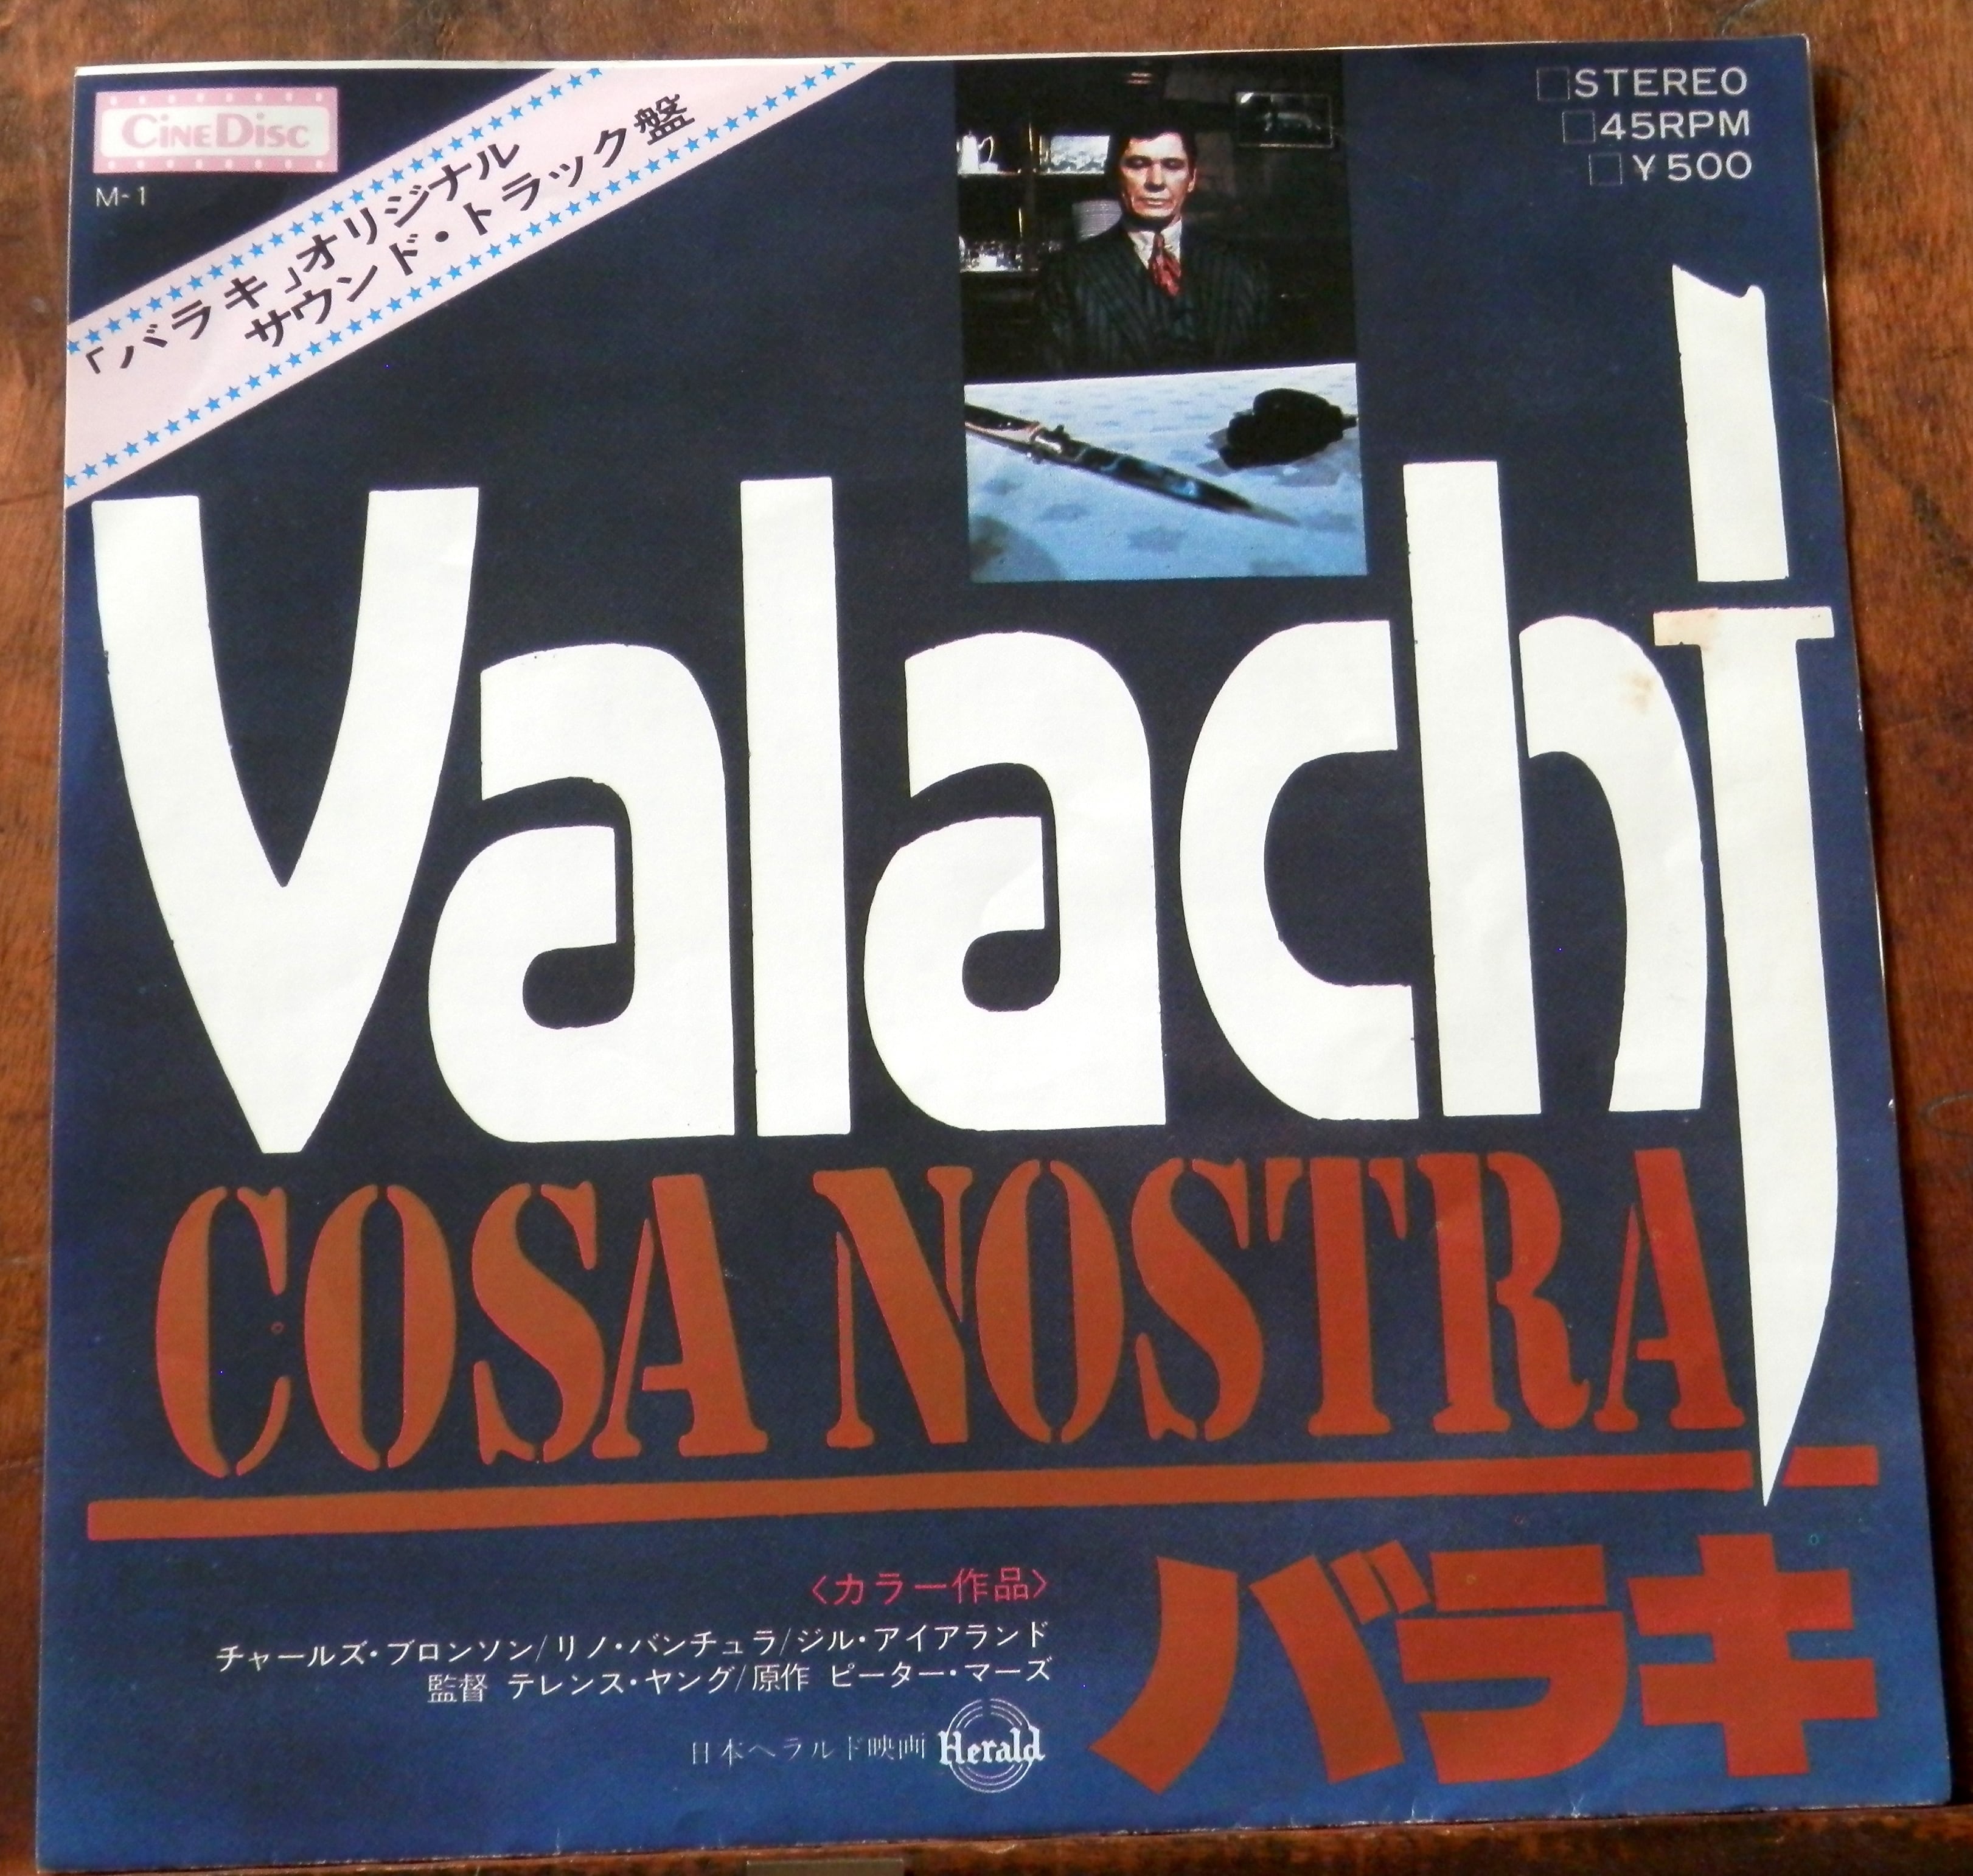 CINEDISC
M-1
「バラキ」オリジナル
サウンド・トラック盤
□STEREO
□45RPM
□¥500
Valachi
COSA NOSTRA
〈カラー作品〉
チャールズ・ブロンソン/リノ・バンチュラ/ジル・アイアランド
監督 テレンス・ヤング/原作 ピーター・マーズ
日本ヘラルド映画 Herald
バラキ